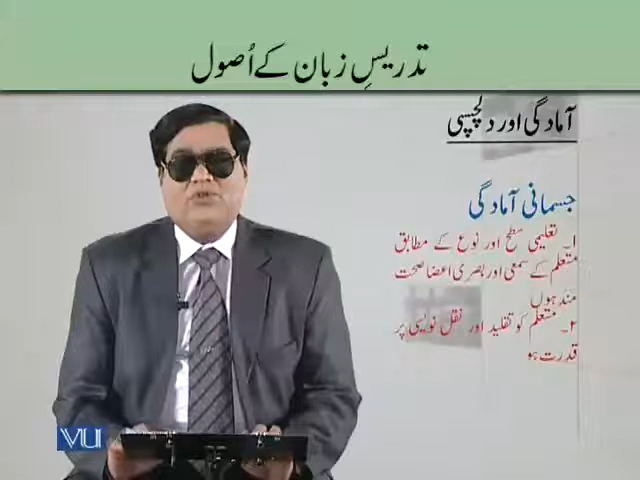 تدریسِ زبان کے اُصول
آمادگی اور دلچسپی
جسمانی آمادگی
۱۔ تعلیمی سطح اور نوع کے مطابق
متعلم کے سمعی اور بصری اعضا صحت
مند ہوں
۲۔ متعلم کو تقلید اور نقل نویسی پر
قدرت ہو
VU